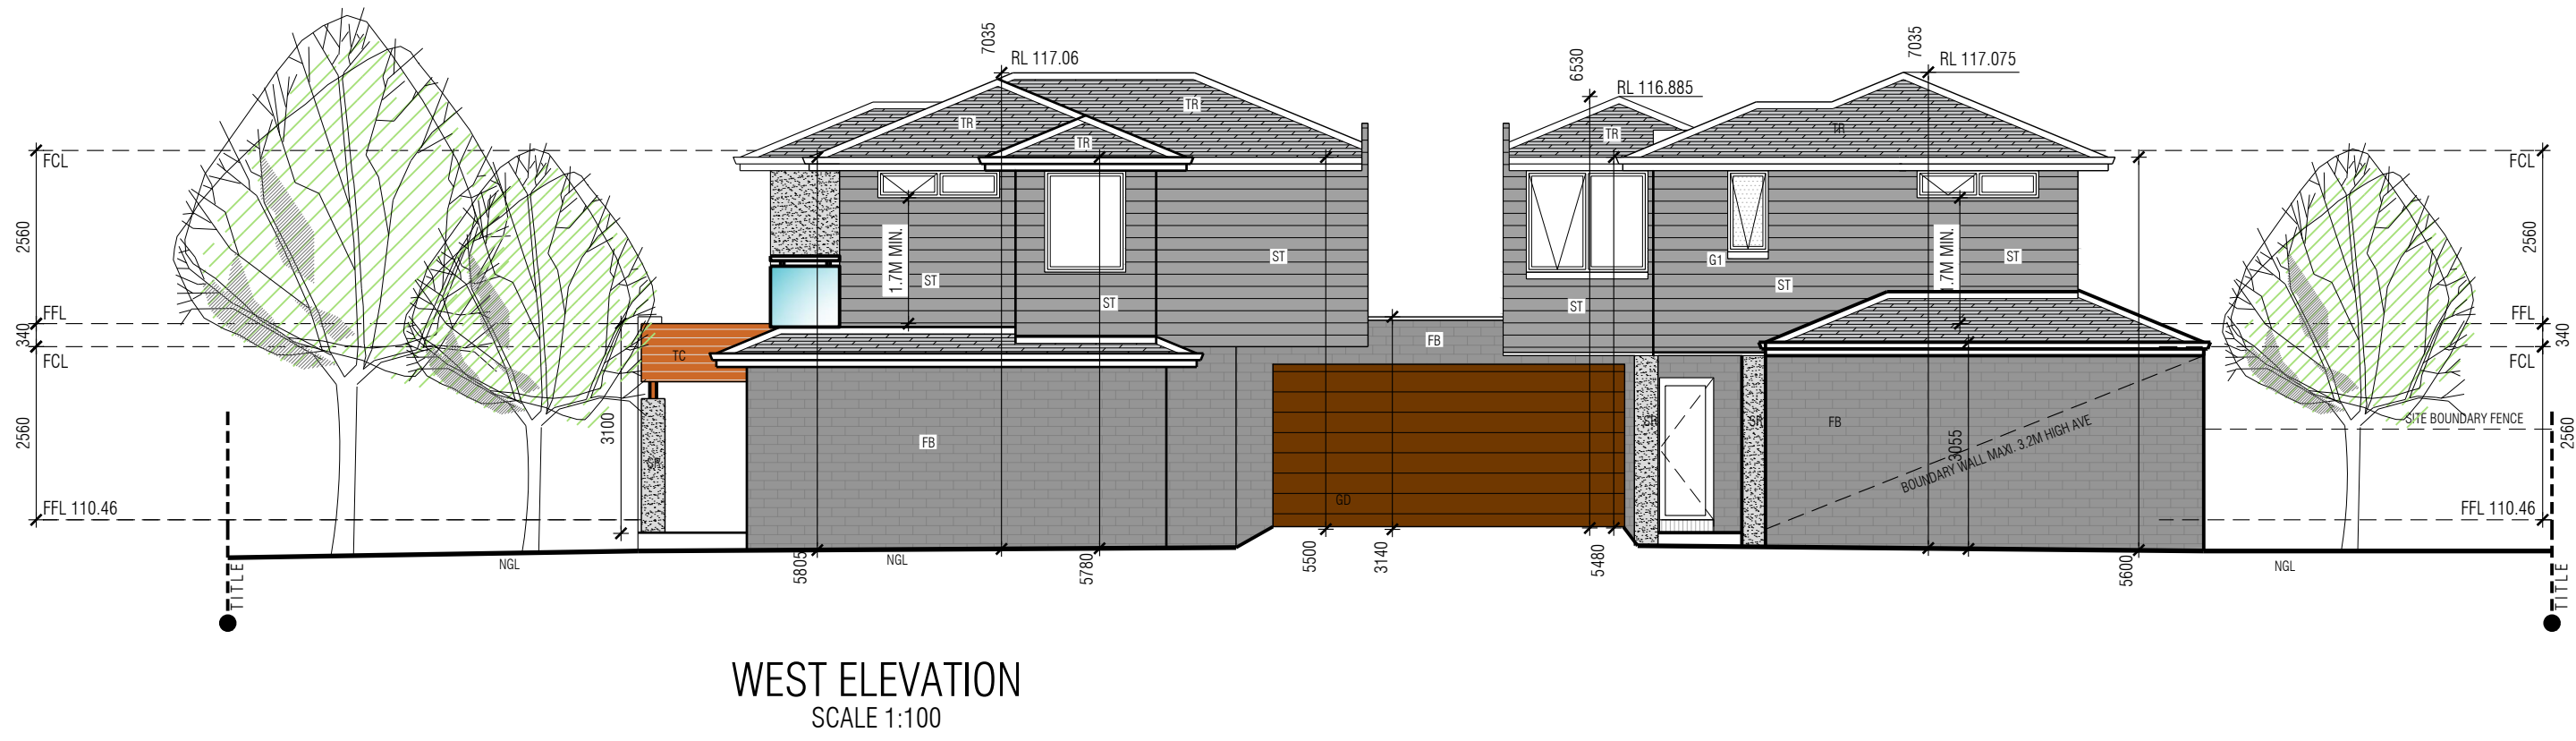 7035
RL 117.06
6530
RL 116.885
7035
RL 117.075
TR
TR
TR
TR
TR
FCL
FCL
2560
2560
1.7M MIN.
1.7M MIN.
ST
ST
ST
ST
G1
ST
ST
FFL
FFL
340
340
FCL
FCL
TC
FB
2560
3100
SR
FB
GD
SR
SR
FB
3055
BOUNDARY WALL MAXI. 3.2M HIGH AVE
SITE BOUNDARY FENCE
2560
FFL 110.46
FFL 110.46
TITLE
NGL
5805
NGL
5780
5500
3140
5480
5600
NGL
TITLE
WEST ELEVATION
SCALE 1:100